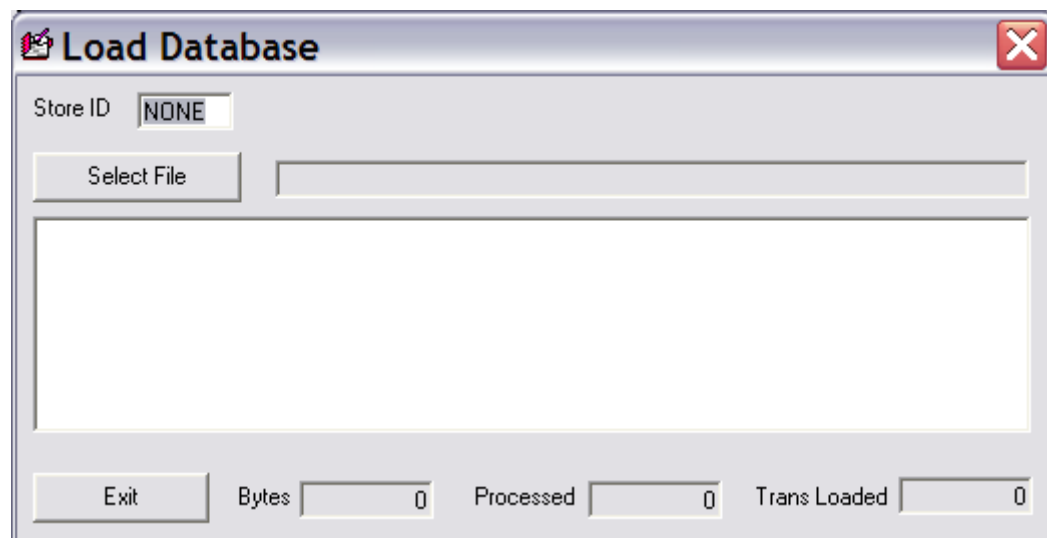 Load Database
Store ID NONE
Select File
Exit Bytes 0 Processed 0 Trans Loaded 0